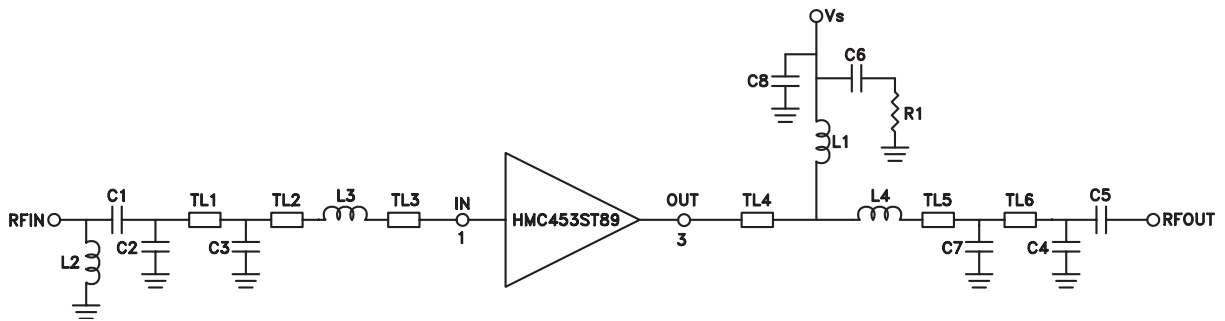 Vs
C6
C8
R1
L1
C1
TL1
TL2
L3
TL3
IN
HMC453ST89
OUT
TL4
L4
TL5
TL6
C5
RFIN
RFOUT
1
3
L2
C2
C3
C7
C4